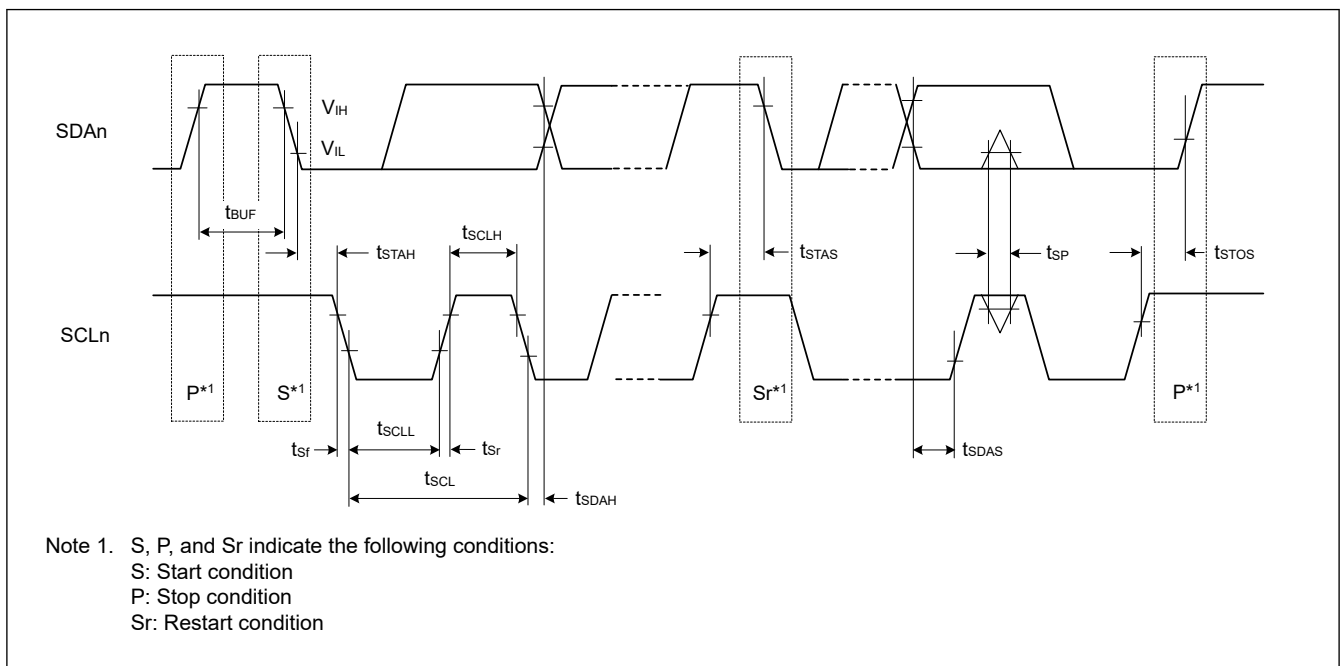 SDAn
VIH
VIL
tBUF
tSTAH
tSCLH
tSTAS
tSP
tSTOS
SCLn
P*1
S*1
Sr*1
P*1
tSf
tSCLL
tSr
tSCL
tSDAH
tSDAS
Note 1. S, P, and Sr indicate the following conditions:
S: Start condition
P: Stop condition
Sr: Restart condition